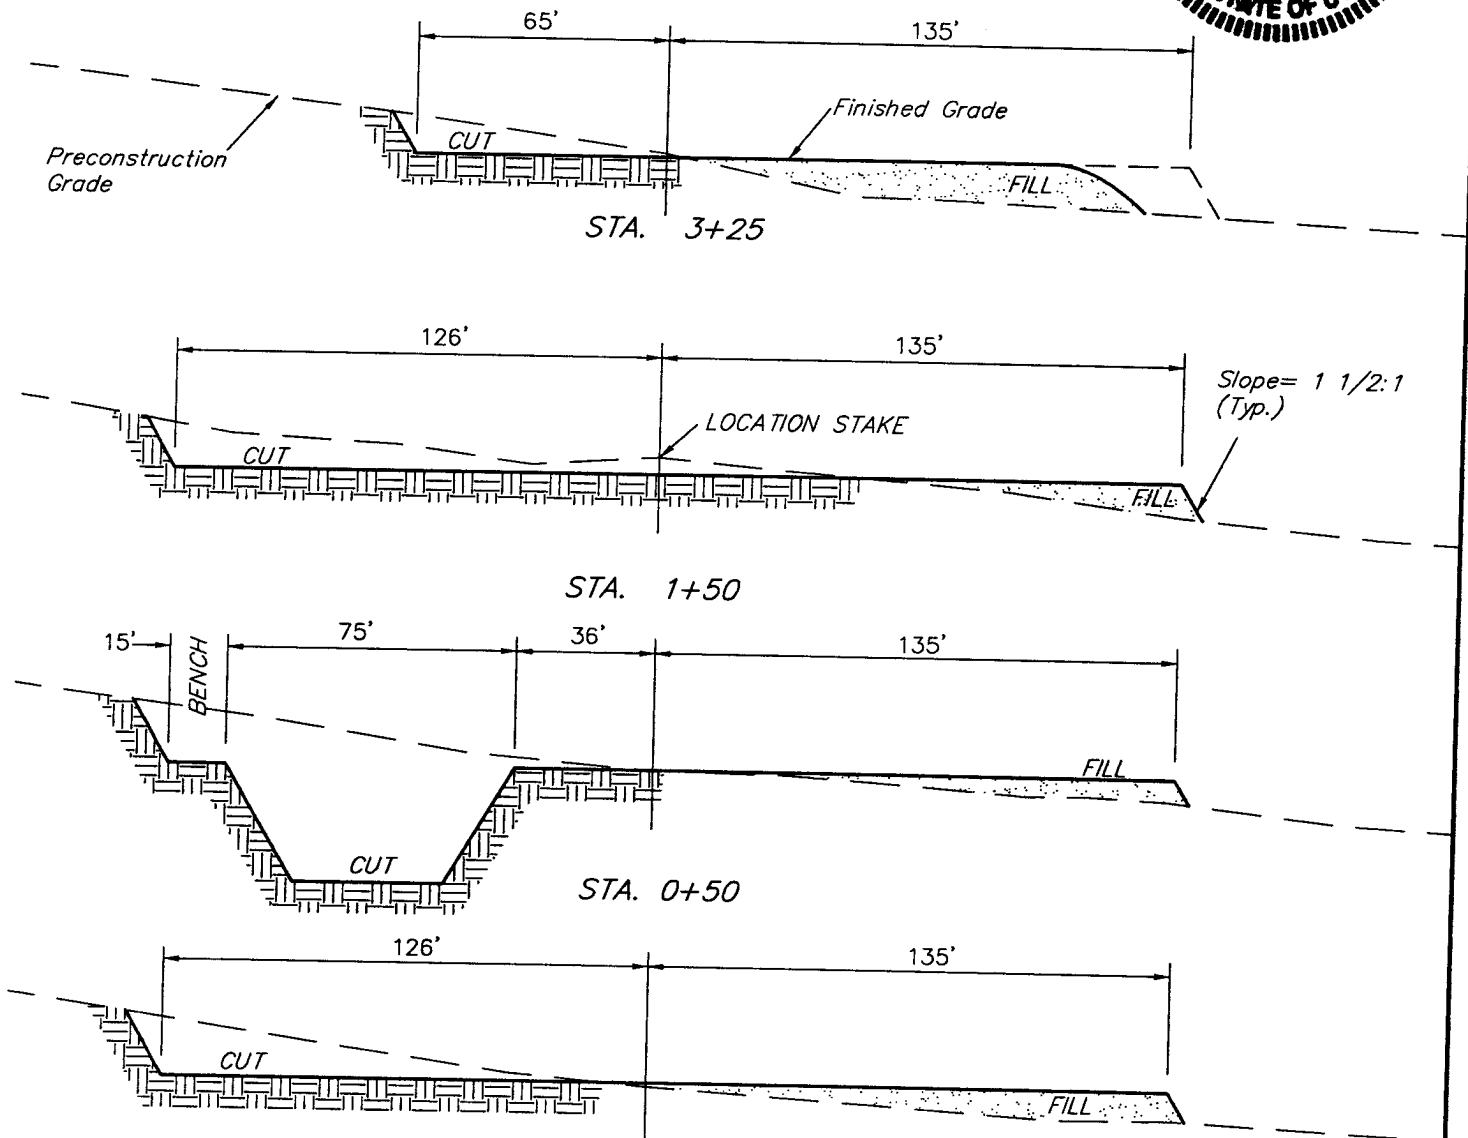 STATE OF
65'
135'
Preconstruction
Grade
CUT
Finished Grade
FILL
STA. 3+25
126'
135'
Slope= 1 1/2:1
(Typ.)
LOCATION STAKE
CUT
FILL
STA. 1+50
15'
BENCH
75'
36'
135'
FILL
CUT
STA. 0+50
126'
135'
CUT
FILL